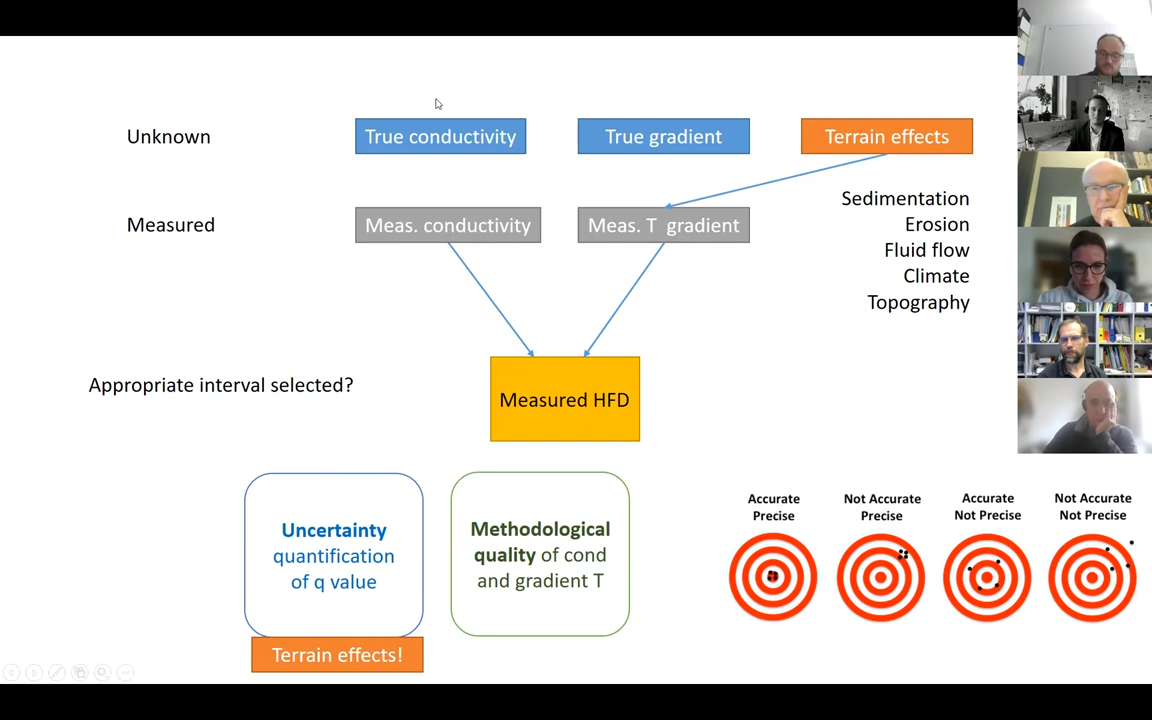 Unknown
True conductivity
True gradient
Terrain effects
Measured
Meas. conductivity
Meas. T gradient
Sedimentation
Erosion
Fluid flow
Climate
Topography
Appropriate interval selected?
Measured HFD
Uncertainty
quantification
of q value
Terrain effects!
Methodological
quality of cond
and gradient T
Accurate
Precise
Not Accurate
Precise
Accurate
Not Precise
Not Accurate
Not Precise